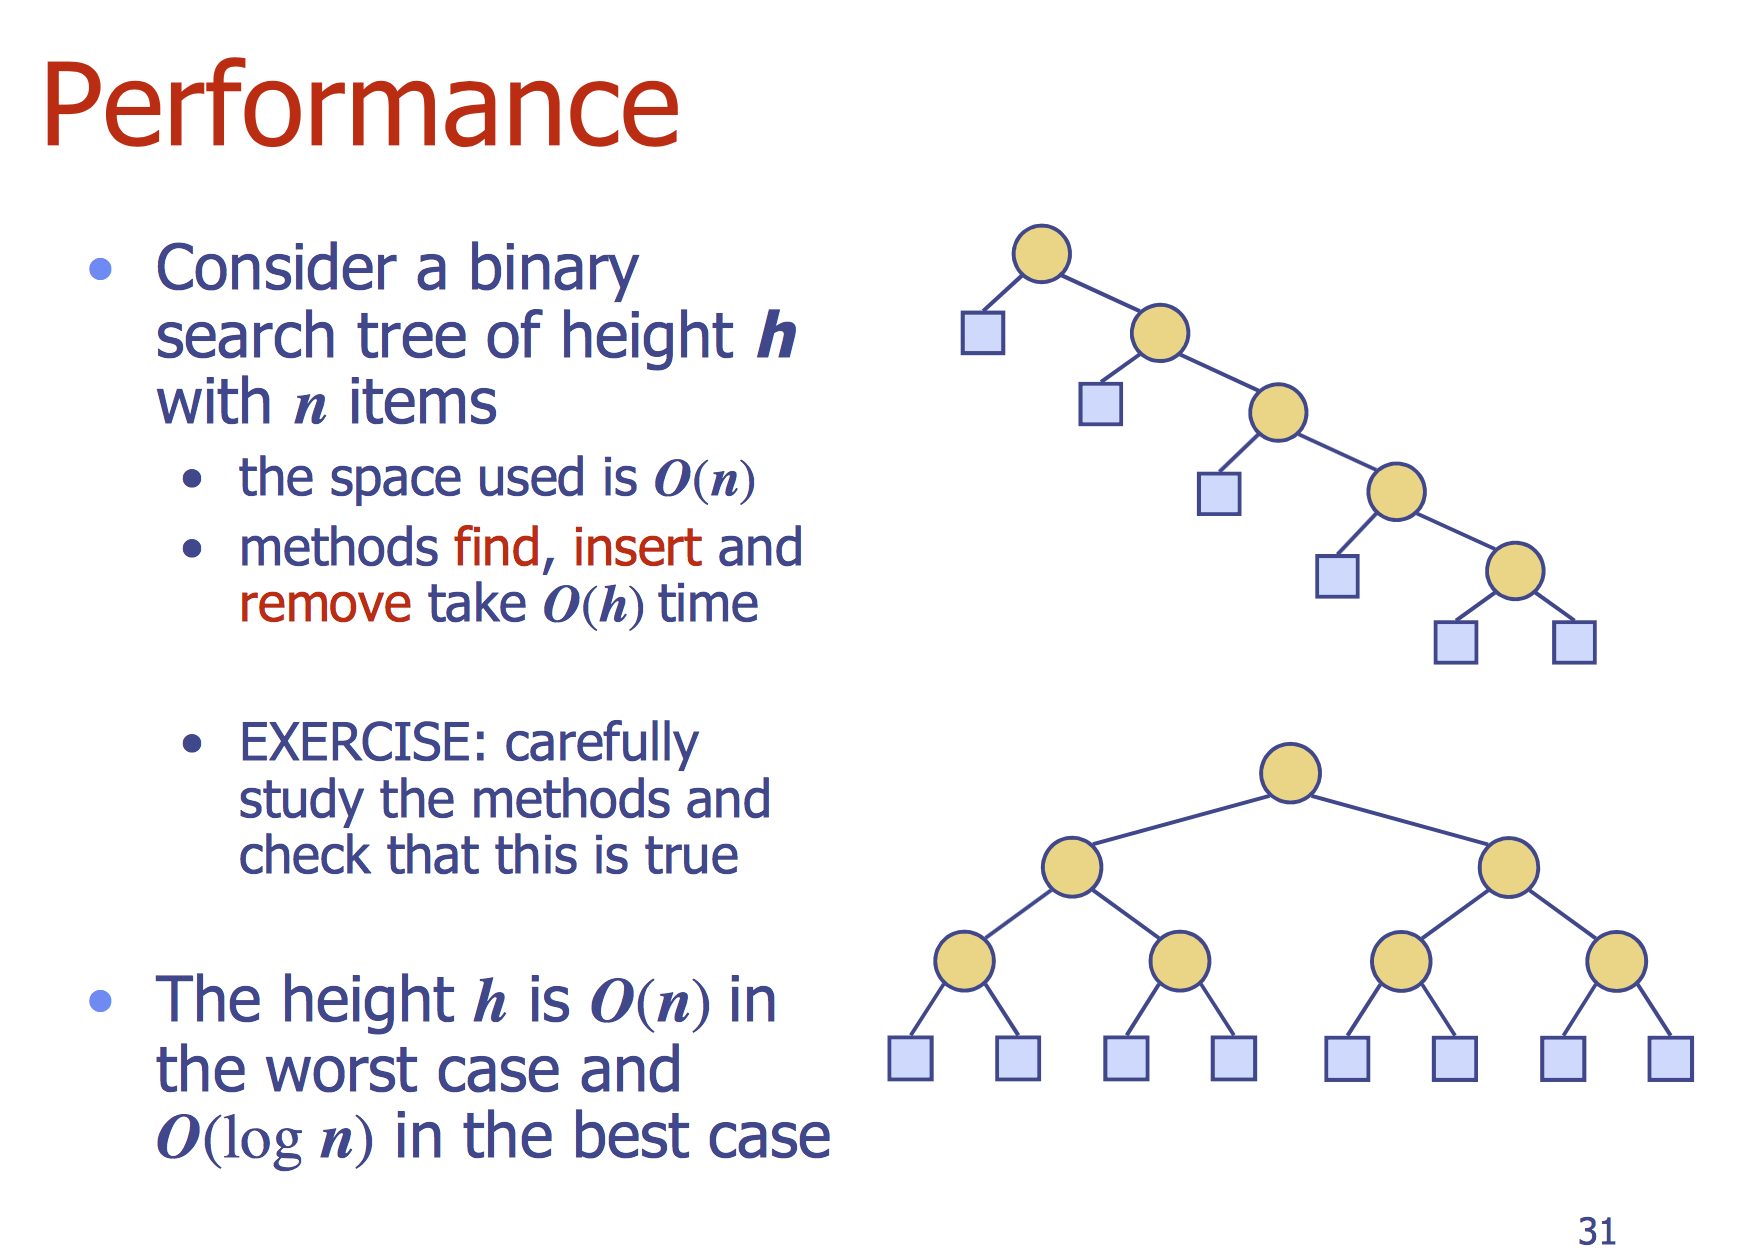 Performance
• Consider a binary
search tree of height h
with n items
• the space used is O(n)
• methods find, insert and
remove take O(h) time
• EXERCISE: carefully
study the methods and
check that this is true
• The height h is O(n) in
the worst case and
O(log n) in the best case
31